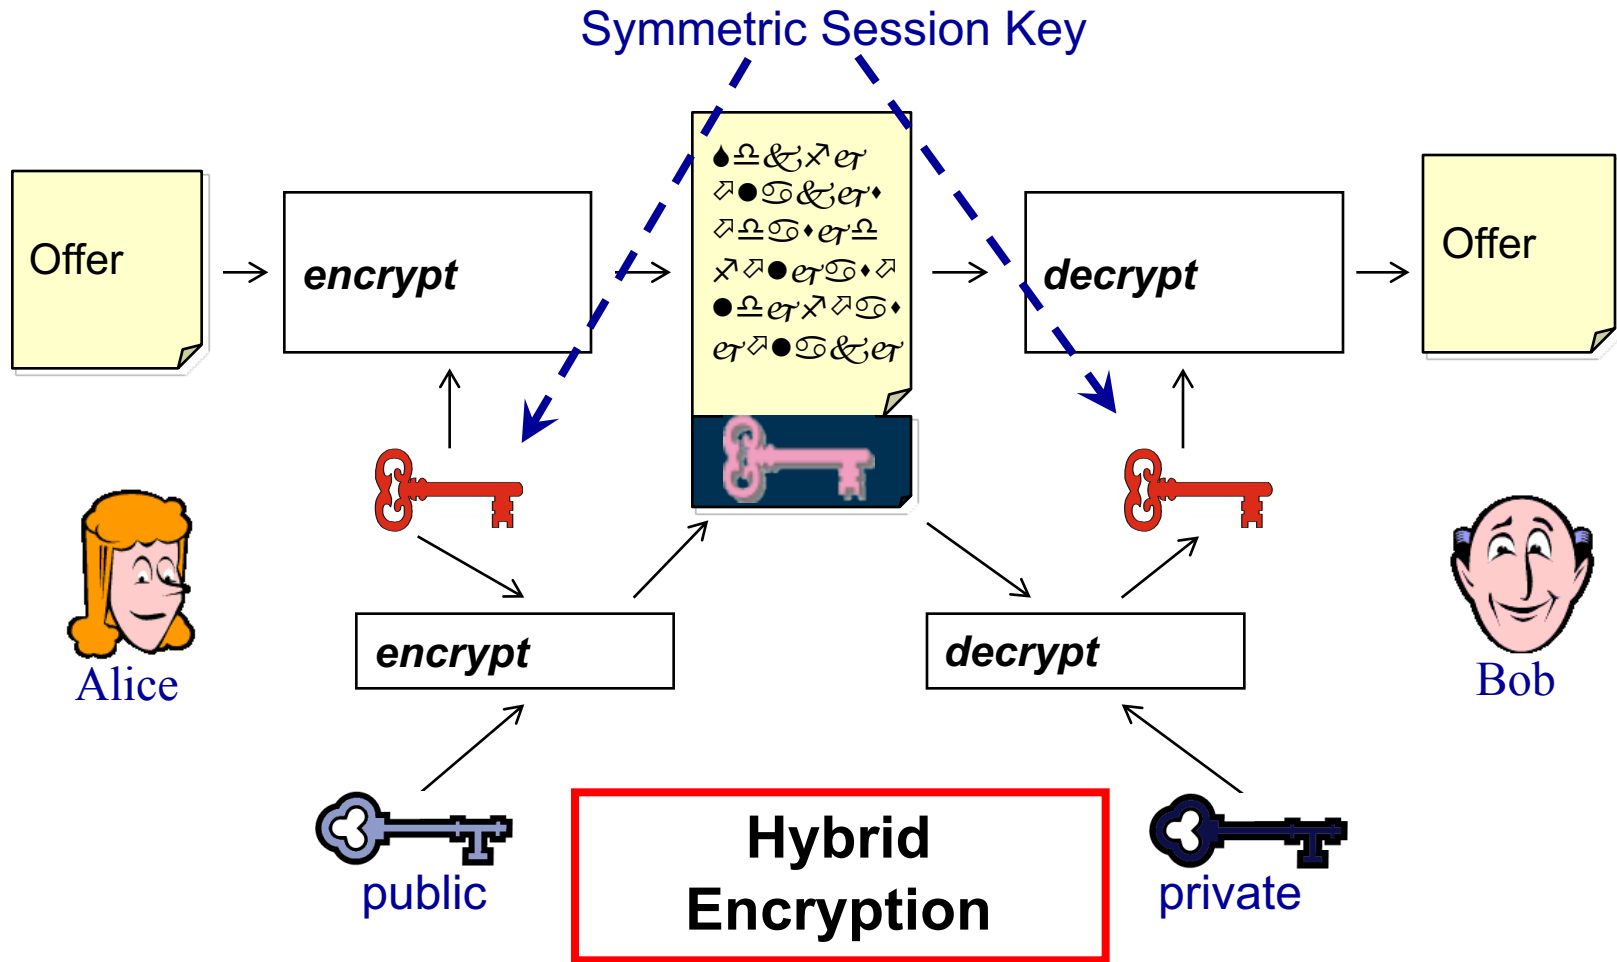 Symmetric Session Key
Offer
encrypt
decrypt
Offer
encrypt
decrypt
Alice
Bob
public
private
Hybrid
Encryption